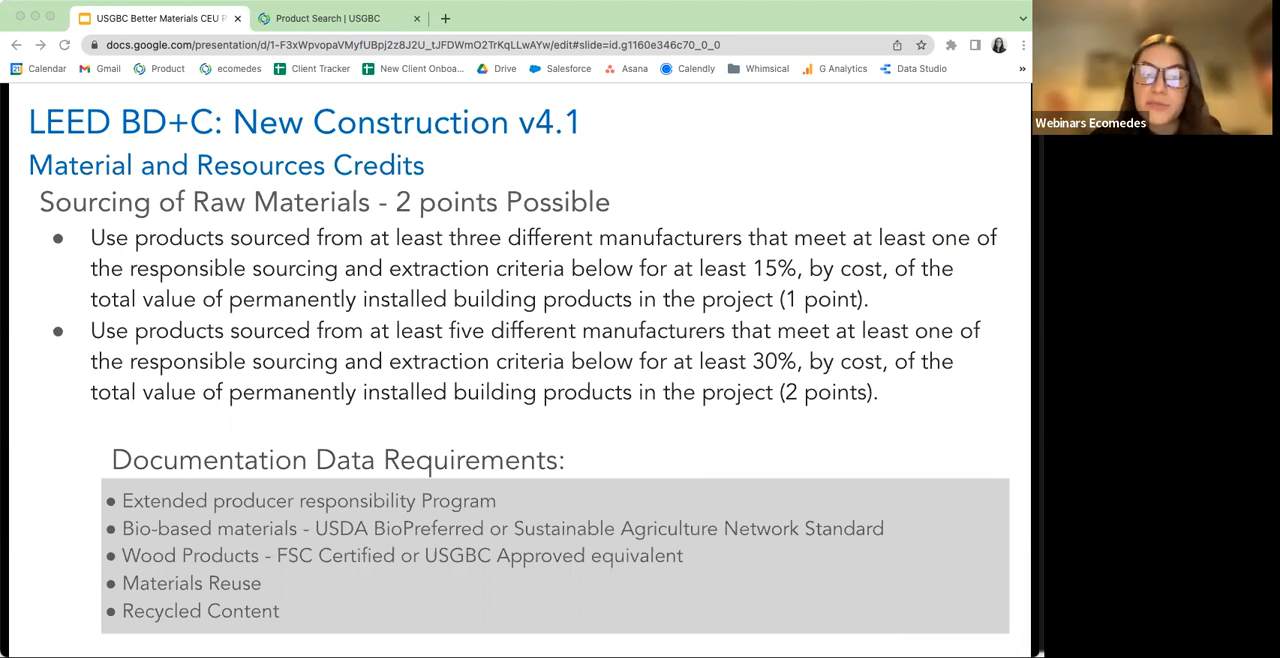 USGBC Better Materials CEU P
Product Search | USGBC
docs.google.com/presentation/d/1-F3xWpvopaVMyfUBpj2z8J2U_tJFDWmO2TrKqLLwAYw/edit#slide=id.g1160e346c70_0_0
21 Calendar Gmail Product ecomedes Client Tracker New Client Onboa... Drive Salesforce Asana Calendly Whimsical G Analytics Data Studio »
LEED BD+C: New Construction v4.1
Material and Resources Credits
Sourcing of Raw Materials - 2 points Possible
● Use products sourced from at least three different manufacturers that meet at least one of
the responsible sourcing and extraction criteria below for at least 15%, by cost, of the
total value of permanently installed building products in the project (1 point).
● Use products sourced from at least five different manufacturers that meet at least one of
the responsible sourcing and extraction criteria below for at least 30%, by cost, of the
total value of permanently installed building products in the project (2 points).
Documentation Data Requirements:
● Extended producer responsibility Program
● Bio-based materials - USDA BioPreferred or Sustainable Agriculture Network Standard
● Wood Products - FSC Certified or USGBC Approved equivalent
● Materials Reuse
● Recycled Content
Webinars Ecomedes